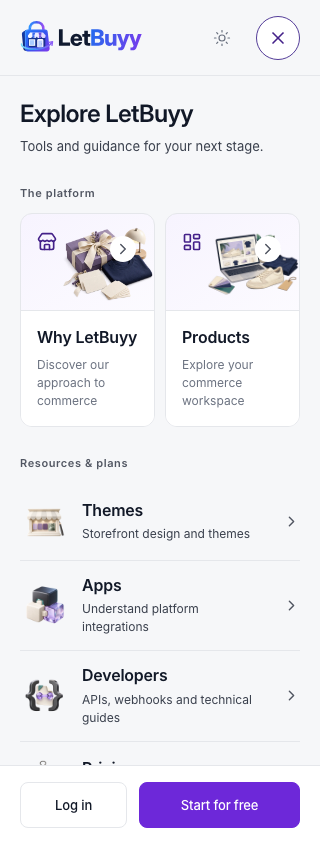 LetBuyy
Explore LetBuyy
Tools and guidance for your next stage.
The platform
Why LetBuyy
Discover our
approach to
commerce
Products
Explore your
commerce
workspace
Resources & plans
Themes
Storefront design and themes
Apps
Understand platform
integrations
Developers
APIs, webhooks and technical
guides
Log in
Start for free